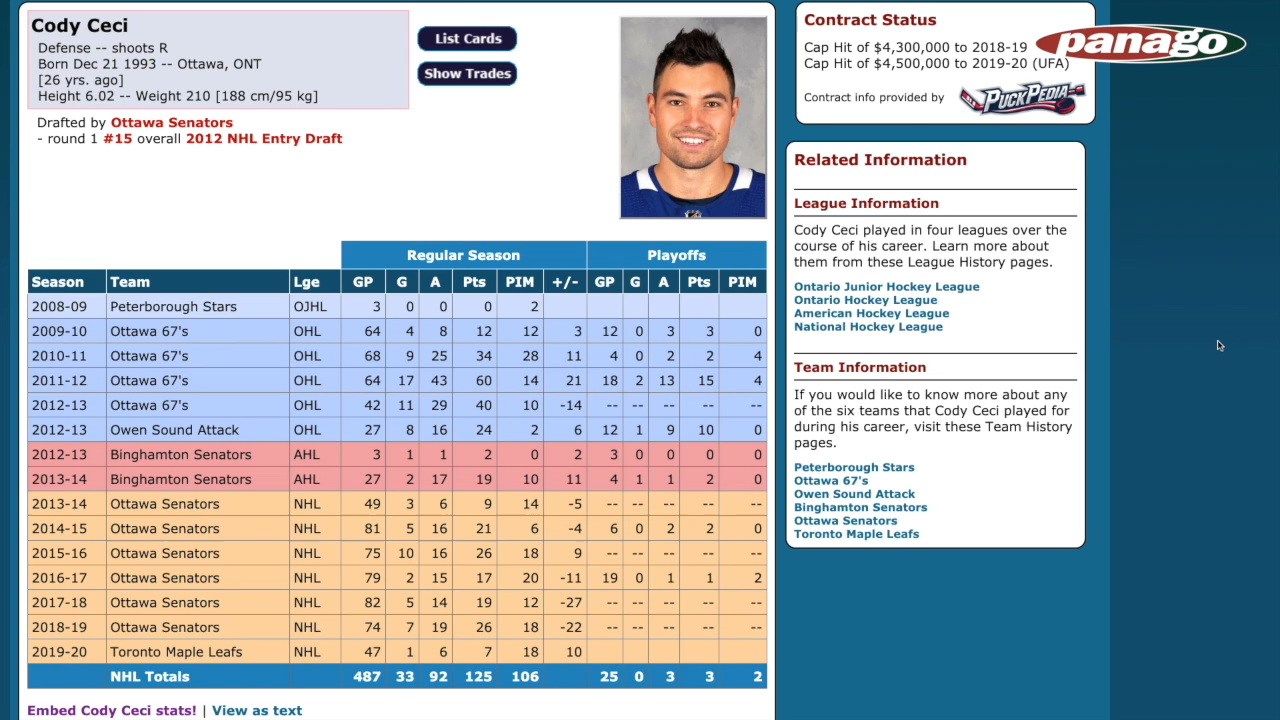 Cody Ceci
Defense -- shoots R
Born Dec 21 1993 -- Ottawa, ONT
[26 yrs. ago]
Height 6.02 -- Weight 210 [188 cm/95 kg]
Drafted by Ottawa Senators
- round 1 #15 overall 2012 NHL Entry Draft
List Cards
Show Trades
Contract Status
Cap Hit of $4,300,000 to 2018-19
Cap Hit of $4,500,000 to 2019-20 (UFA)
Contract info provided by PUCKPEDIA
panago
Regular Season Playoffs
Season Team Lge GP G A Pts PIM +/- GP G A Pts PIM
2008-09 Peterborough Stars OJHL 3 0 0 0 2
2009-10 Ottawa 67's OHL 64 4 8 12 12 3 12 0 3 3 0
2010-11 Ottawa 67's OHL 68 9 25 34 28 11 4 0 2 2 4
2011-12 Ottawa 67's OHL 64 17 43 60 14 21 18 2 13 15 4
2012-13 Ottawa 67's OHL 42 11 29 40 10 -14 -- -- -- -- --
2012-13 Owen Sound Attack OHL 27 8 16 24 2 6 12 1 9 10 0
2012-13 Binghamton Senators AHL 3 1 1 2 0 2 3 0 0 0 0
2013-14 Binghamton Senators AHL 27 2 17 19 10 11 4 1 1 2 0
2013-14 Ottawa Senators NHL 49 3 6 9 14 -5 -- -- -- -- --
2014-15 Ottawa Senators NHL 81 5 16 21 6 -4 6 0 2 2 0
2015-16 Ottawa Senators NHL 75 10 16 26 18 9 -- -- -- -- --
2016-17 Ottawa Senators NHL 79 2 15 17 20 -11 19 0 1 1 2
2017-18 Ottawa Senators NHL 82 5 14 19 12 -27 -- -- -- -- --
2018-19 Ottawa Senators NHL 74 7 19 26 18 -22 -- -- -- -- --
2019-20 Toronto Maple Leafs NHL 47 1 6 7 18 10
NHL Totals 487 33 92 125 106 25 0 3 3 2
Embed Cody Ceci stats! | View as text
Related Information
League Information
Cody Ceci played in four leagues over the
course of his career. Learn more about
them from these League History pages.
Ontario Junior Hockey League
Ontario Hockey League
American Hockey League
National Hockey League
Team Information
If you would like to know more about any
of the six teams that Cody Ceci played for
during his career, visit these Team History
pages.
Peterborough Stars
Ottawa 67's
Owen Sound Attack
Binghamton Senators
Ottawa Senators
Toronto Maple Leafs